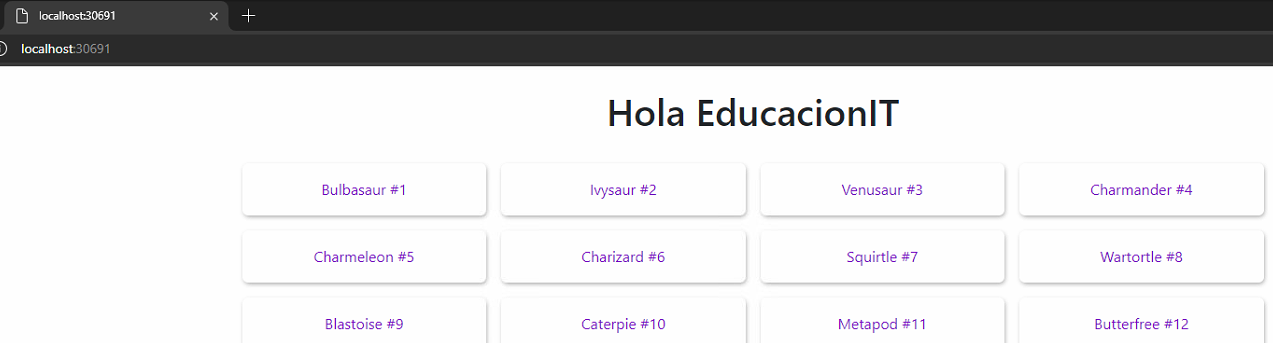 localhost:30691
localhost:30691
Hola EducacionIT
Bulbasaur #1 Ivysaur #2 Venusaur #3 Charmander #4
Charmeleon #5 Charizard #6 Squirtle #7 Wartortle #8
Blastoise #9 Caterpie #10 Metapod #11 Butterfree #12